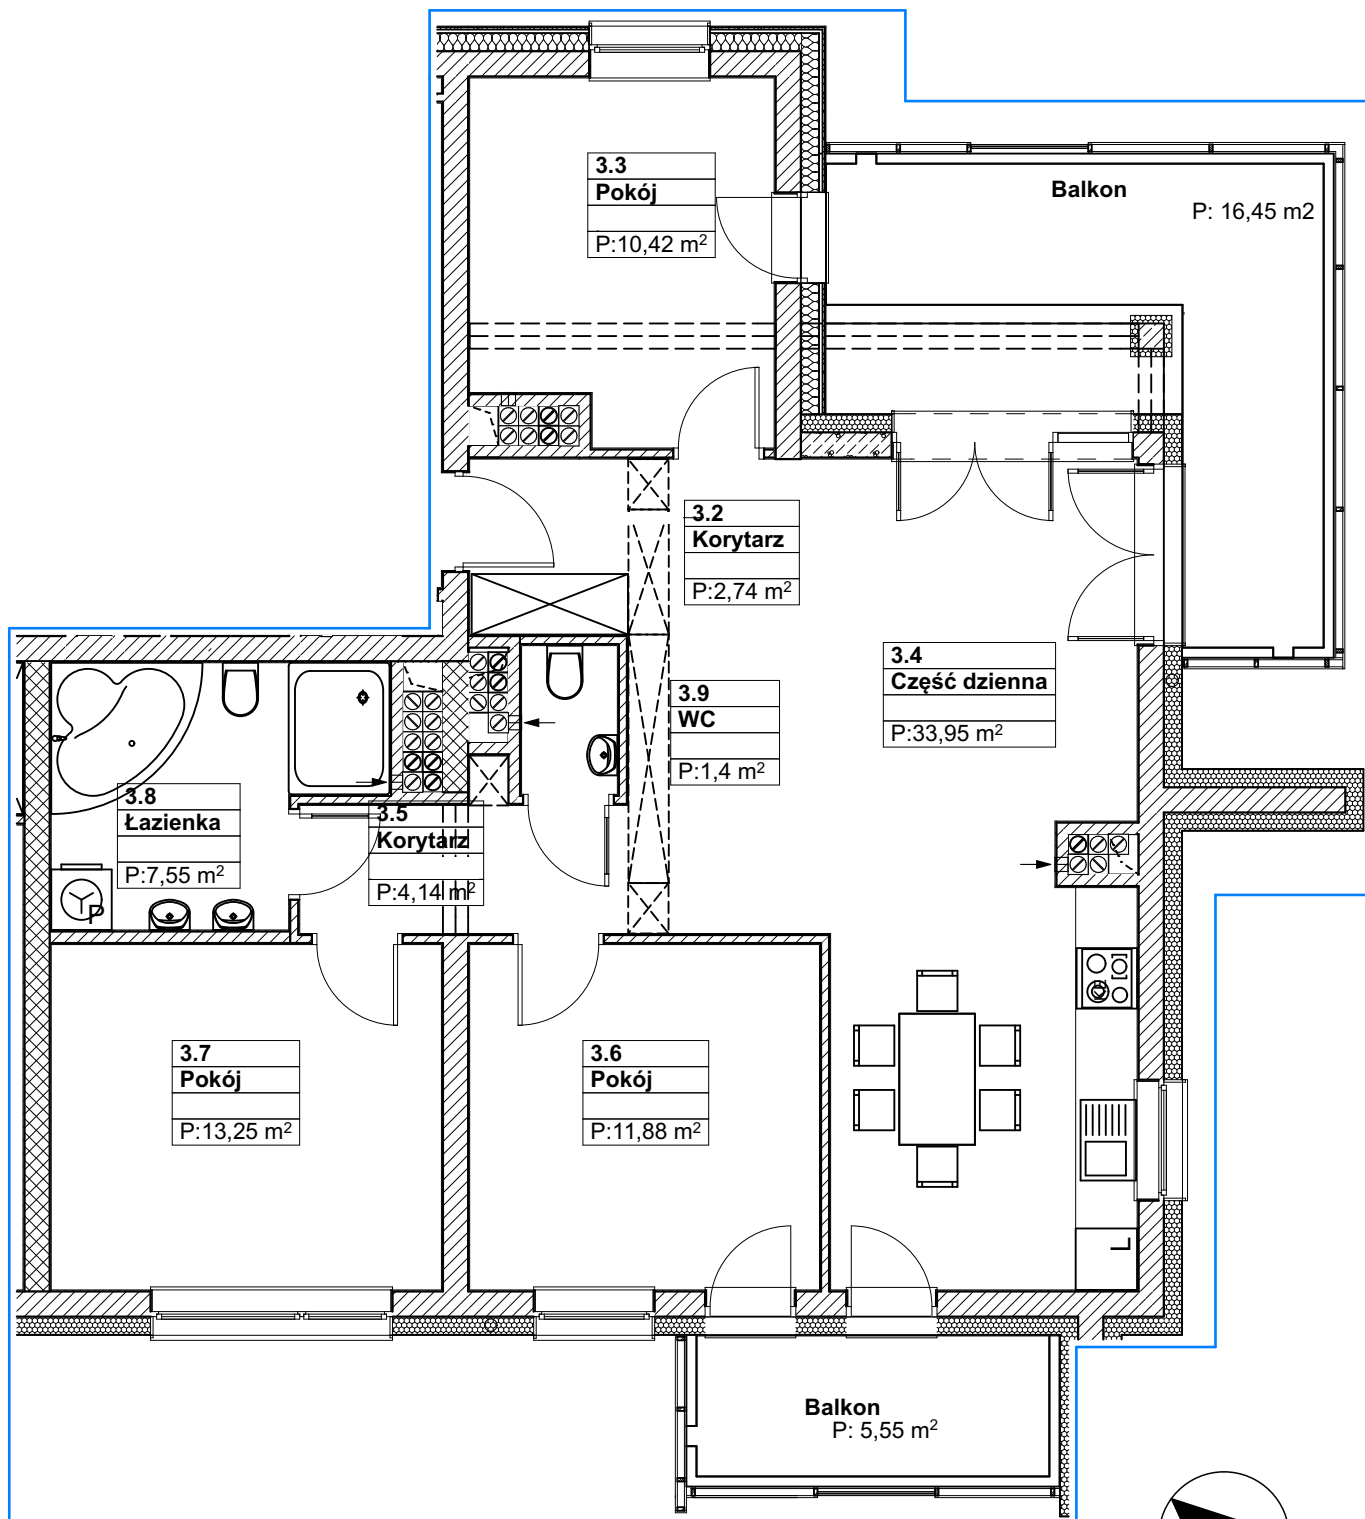 3.3
Pokój
P:10,42 m²
Balkon
P: 16,45 m2
3.2
Korytarz
P:2,74 m²
3.4
Część dzienna
P:33,95 m²
3.9
WC
P:1,4 m²
3.8
Łazienka
P:7,55 m²
3.5
Korytarz
P:4,14 m²
P
3.7
Pokój
P:13,25 m²
3.6
Pokój
P:11,88 m²
L
Balkon
P: 5,55 m²